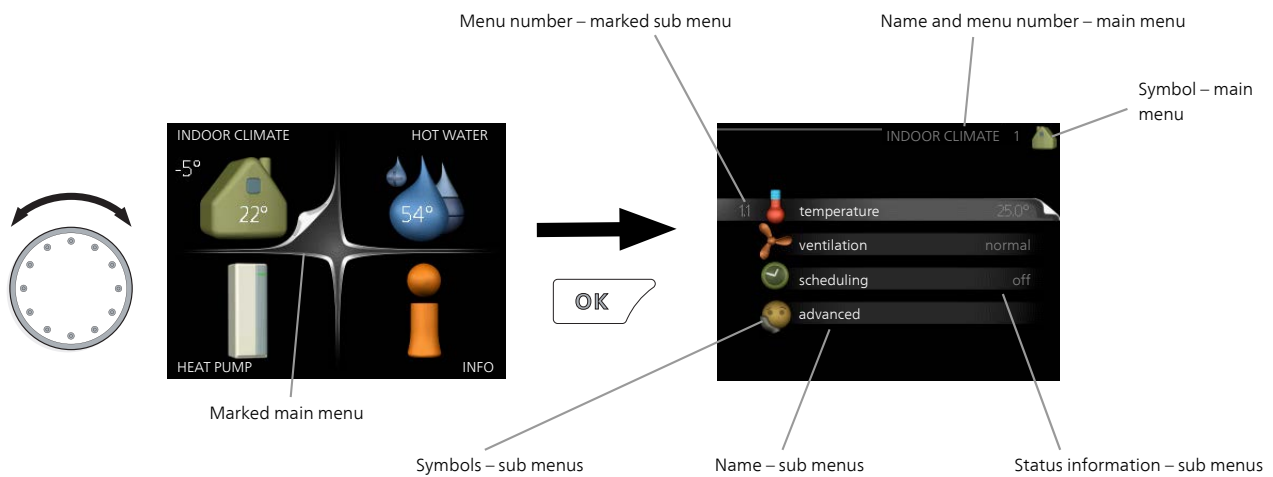 Menu number – marked sub menu
Name and menu number – main menu
Symbol – main
menu
INDOOR CLIMATE
HOT WATER
-5°
22°
54°
HEAT PUMP
INFO
Marked main menu
OK
INDOOR CLIMATE 1
1.1 temperature 25.0°
ventilation normal
scheduling off
advanced
Symbols – sub menus
Name – sub menus
Status information – sub menus